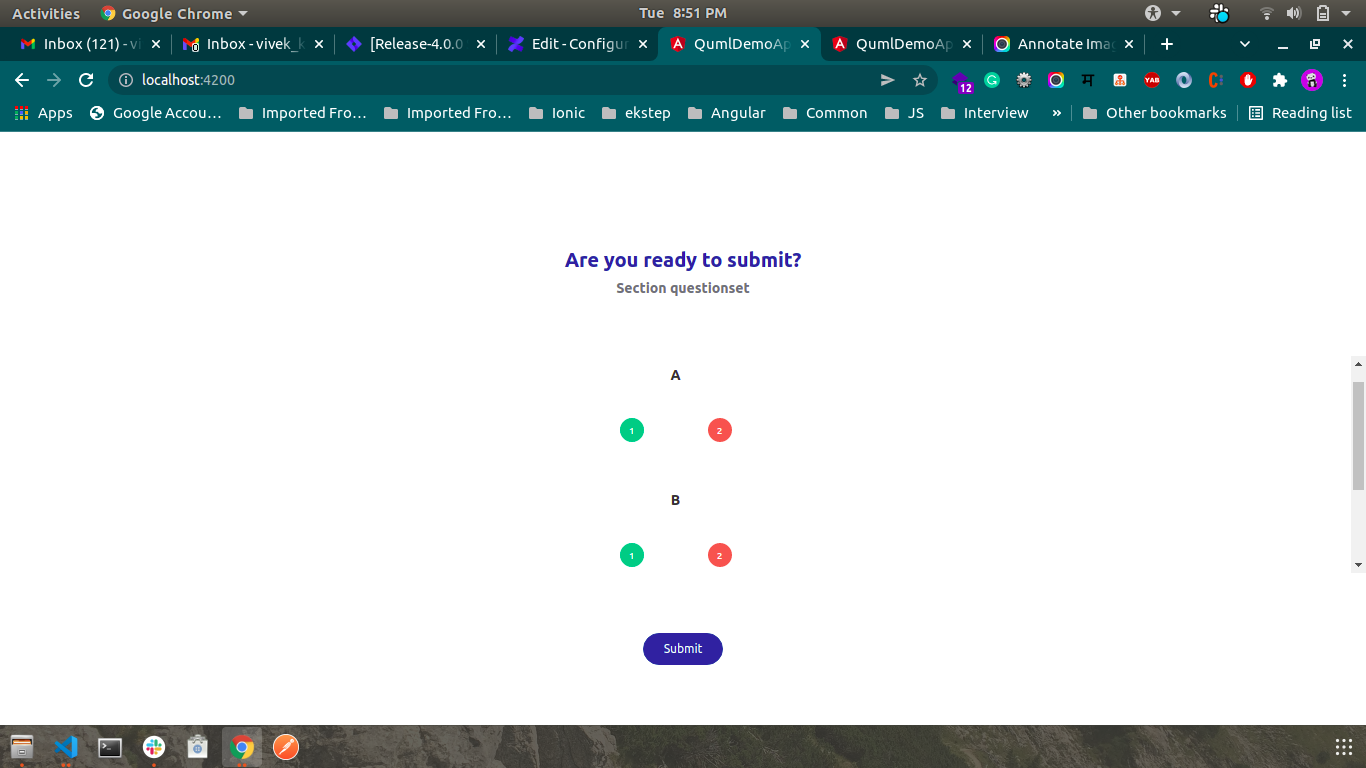 Activities Google Chrome Tue 8:51 PM
Inbox (121) - vi Inbox - vivek_k [Release-4.0.0 Edit - Configur QumlDemoAp QumlDemoAp Annotate Imag
localhost:4200 12 म YAB
Apps Google Accou... Imported Fro... Imported Fro... Ionic ekstep Angular Common JS Interview » Other bookmarks Reading list
Are you ready to submit?
Section questionset
A
1 2
B
1 2
Submit